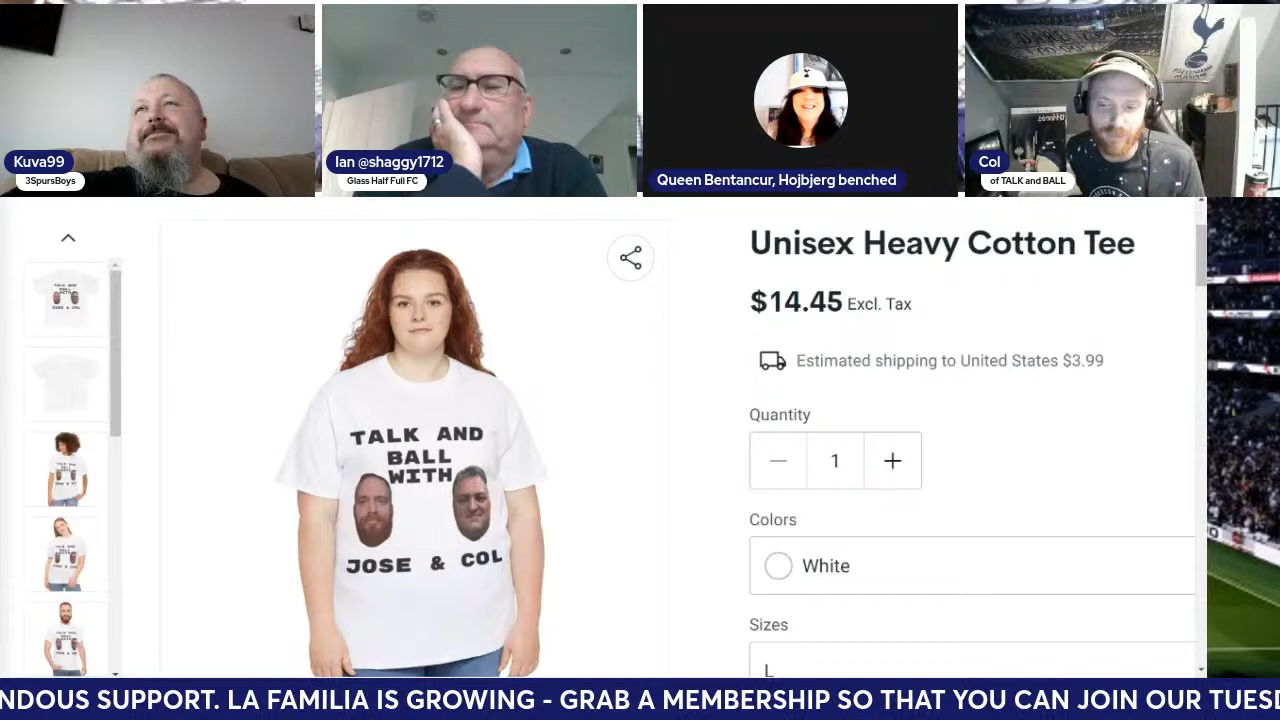 Kuva99
3SpursBoys
Ian @shaggy1712
Glass Half Full FC
Queen Bentancur, Hojbjerg benched
Col
of TALK and BALL
Unisex Heavy Cotton Tee
$14.45 Excl. Tax
Estimated shipping to United States $3.99
Quantity
1
Colors
White
Sizes
L
TALK AND
BALL
WITH
JOSE & COL
NDOUS SUPPORT. LA FAMILIA IS GROWING - GRAB A MEMBERSHIP SO THAT YOU CAN JOIN OUR TUES